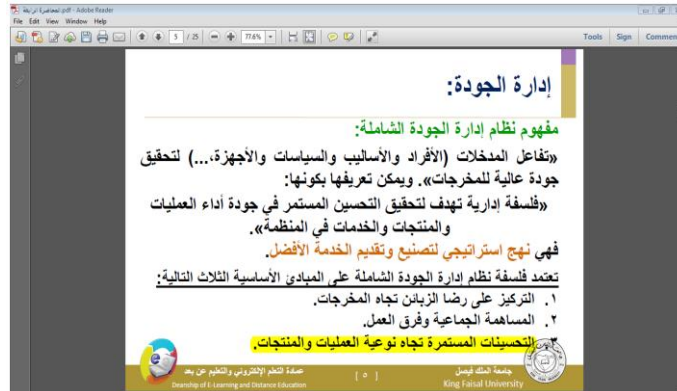 المحاضرة الرابعة.pdf - Adobe Reader
File Edit View Window Help
5 / 25 77.6% Tools Sign Comment
إدارة الجودة:
مفهوم نظام إدارة الجودة الشاملة:
«تفاعل المدخلات (الأفراد والأساليب والسياسات والأجهزة،...) لتحقيق
جودة عالية للمخرجات». ويمكن تعريفها بكونها:
«فلسفة إدارية تهدف لتحقيق التحسين المستمر في جودة أداء العمليات
والمنتجات والخدمات في المنظمة».
فهي نهج استراتيجي لتصنيع وتقديم الخدمة الأفضل.
تعتمد فلسفة نظام إدارة الجودة الشاملة على المبادئ الأساسية الثلاث التالية:
١. التركيز على رضا الزبائن تجاه المخرجات.
٢. المساهمة الجماعية وفرق العمل.
٣. التحسينات المستمرة تجاه نوعية العمليات والمنتجات.
جامعة الملك فيصل
King Faisal University
[ ٥ ]
عمادة التعلم الإلكتروني والتعليم عن بعد
Deanship of E-Learning and Distance Education